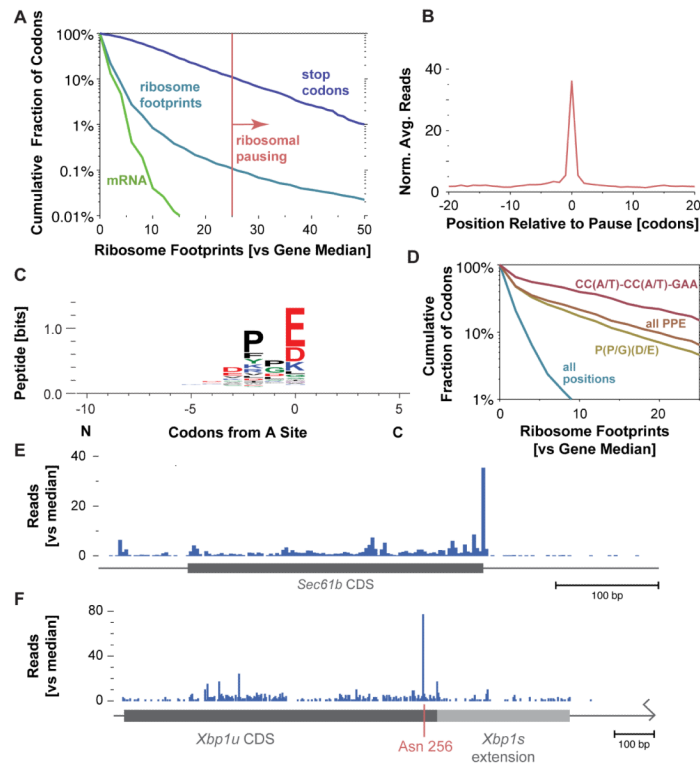 A
Cumulative Fraction of Codons
100%
10%
1%
0.1%
0.01%
ribosome
footprints
stop
codons
ribosomal
pausing
mRNA
0 10 20 30 40 50
Ribosome Footprints [vs Gene Median]
B
Norm. Avg. Reads
40
20
0
-20 -10 0 10 20
Position Relative to Pause [codons]
C
Peptide [bits]
1.0
0.0
P
E
D
-10 -5 0 5
N Codons from A Site C
D
Cumulative
Fraction of Codons
100%
10%
1%
CC(A/T)-CC(A/T)-GAA
all PPE
P(P/G)(D/E)
all
positions
0 10 20
Ribosome Footprints
[vs Gene Median]
E
Reads
[vs median]
40
20
0
Sec61b CDS
100 bp
F
Reads
[vs median]
80
40
0
Xbp1u CDS
Asn 256
Xbp1s
extension
100 bp